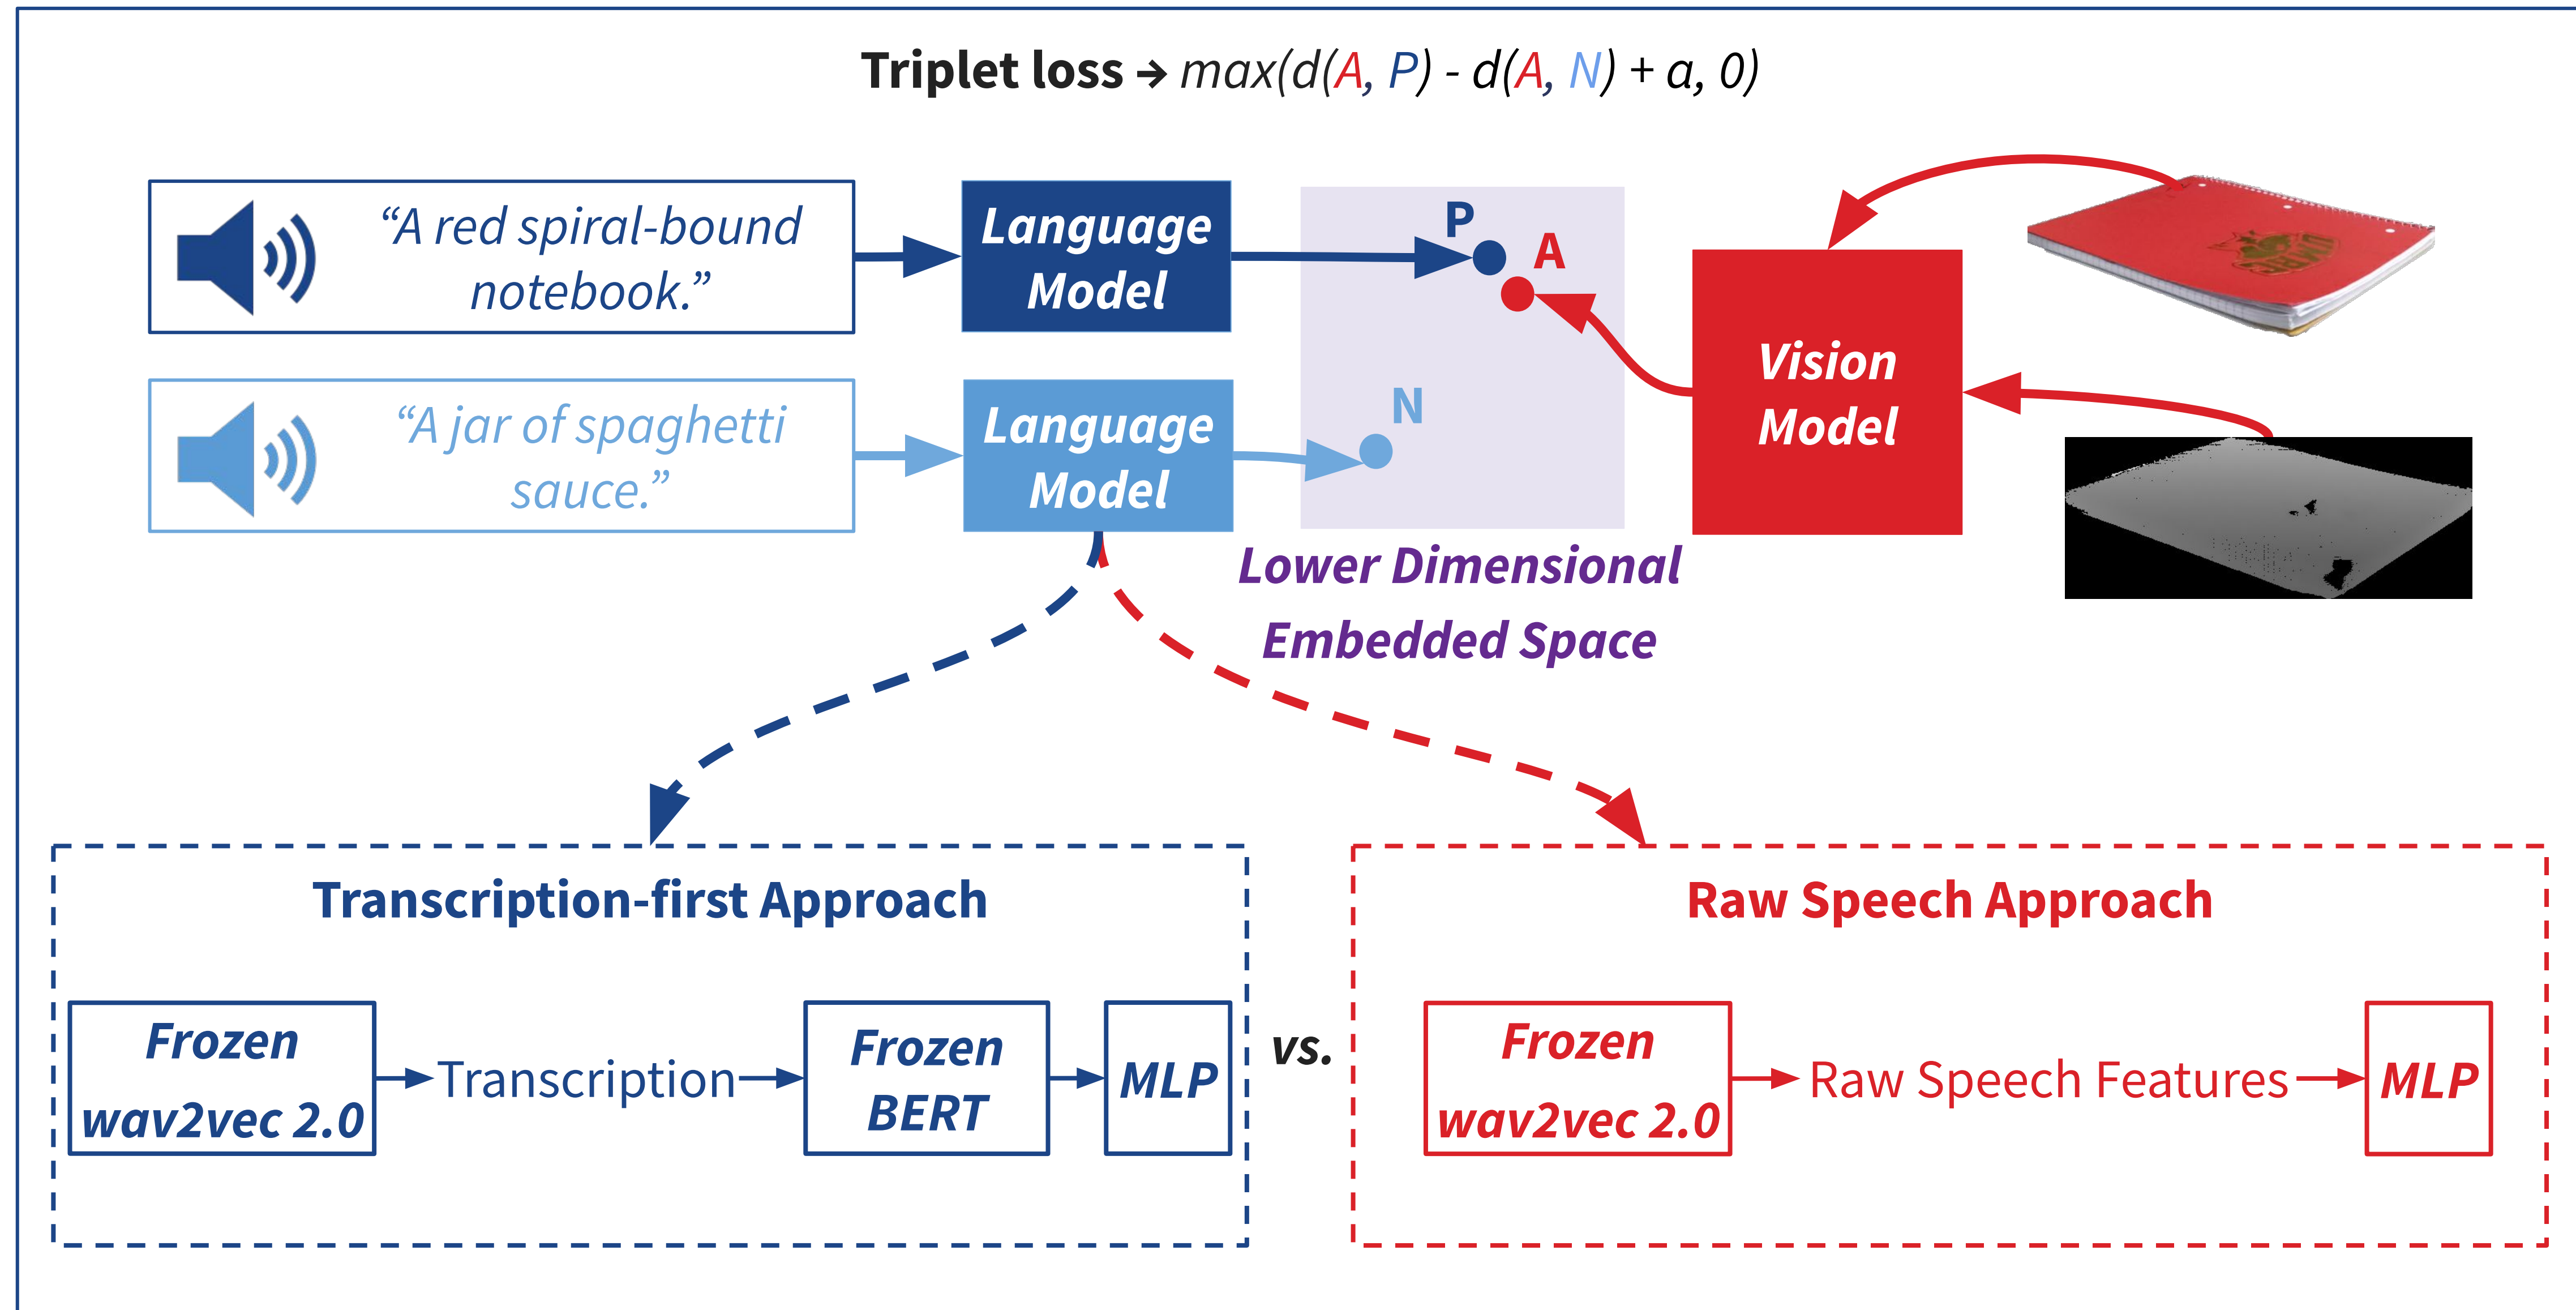 Triplet loss → max(d(A, P) - d(A, N) + a, 0)
“A red spiral-bound
notebook.”
Language
Model
P
A
Vision
Model
“A jar of spaghetti
sauce.”
Language
Model
N
Lower Dimensional
Embedded Space
Transcription-first Approach
Frozen
wav2vec 2.0
Transcription
Frozen
BERT
MLP
vs.
Raw Speech Approach
Frozen
wav2vec 2.0
Raw Speech Features
MLP